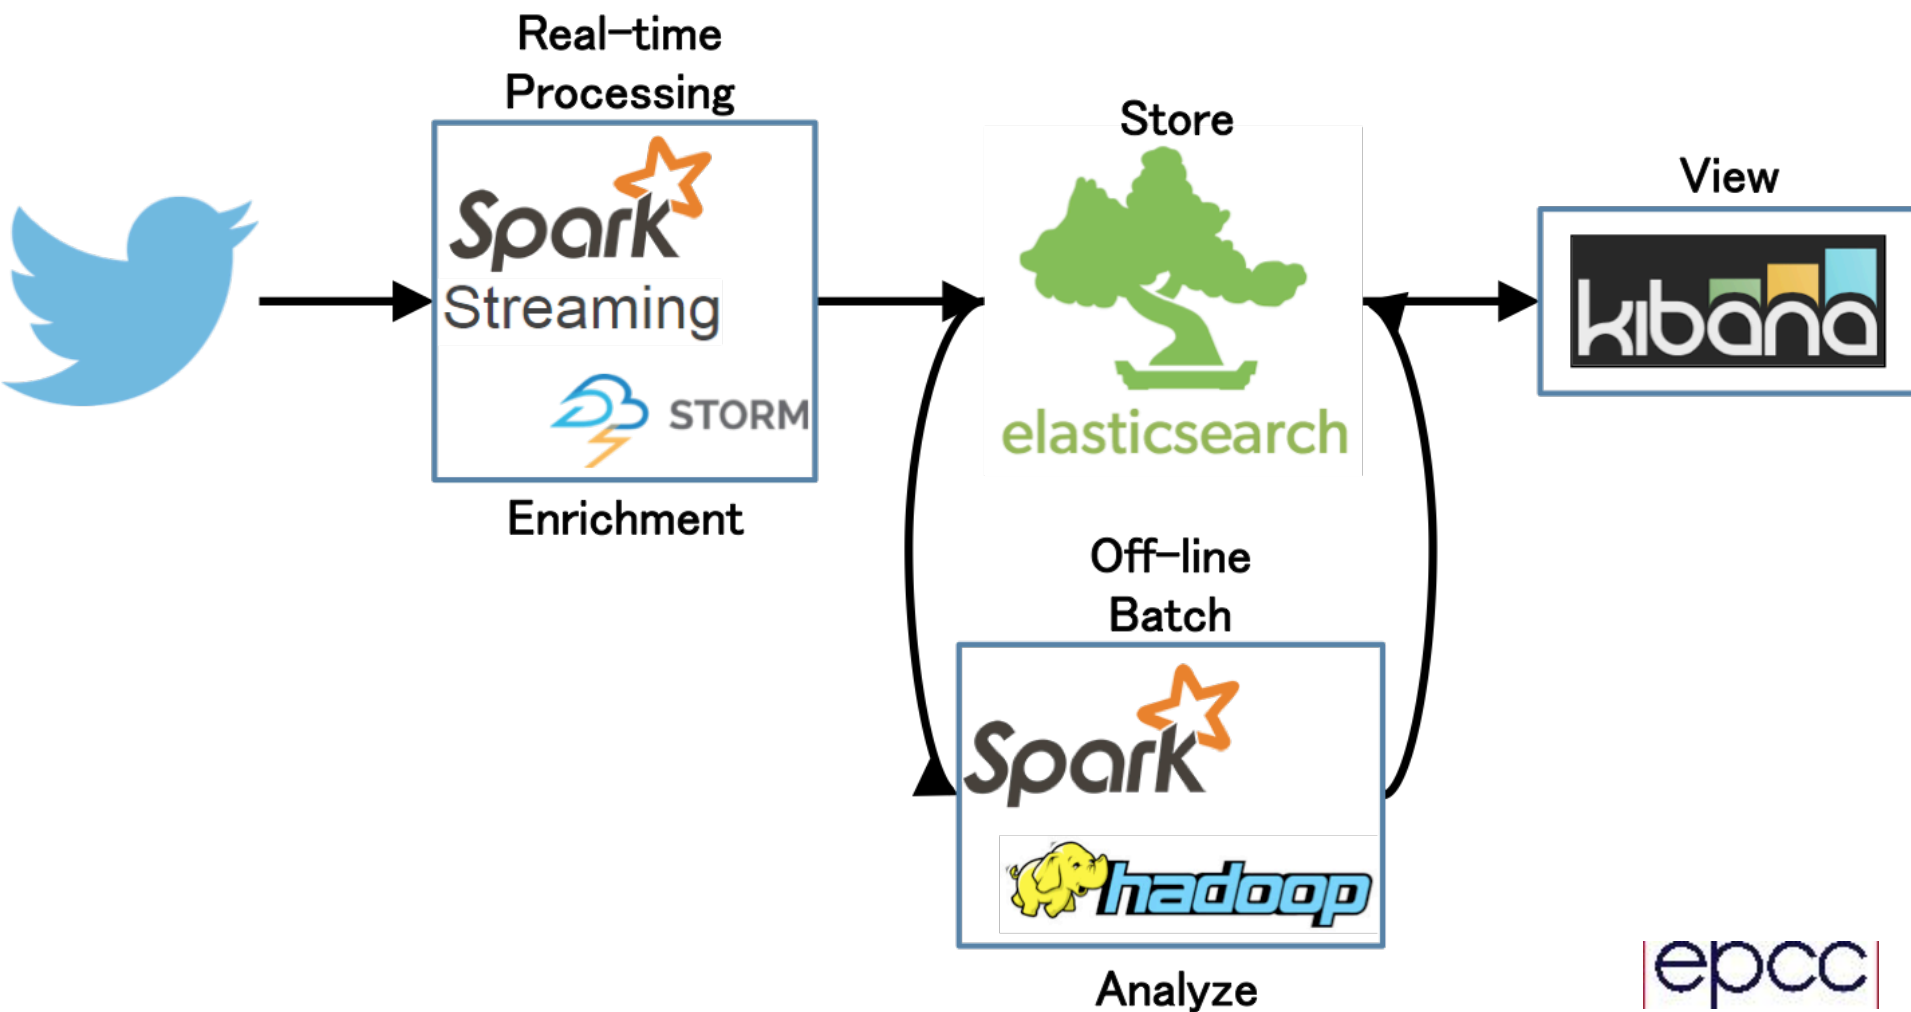 Real-time
Processing
Spark
Streaming
STORM
Enrichment
Store
elasticsearch
Off-line
Batch
Spark
hadoop
Analyze
View
kibana
epcc